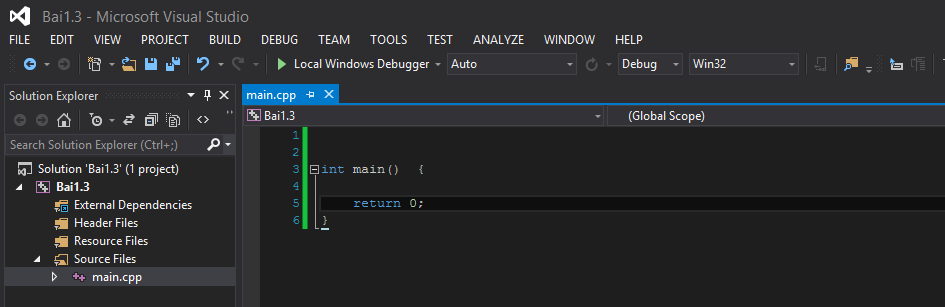 Bai1.3 - Microsoft Visual Studio
FILE EDIT VIEW PROJECT BUILD DEBUG TEAM TOOLS TEST ANALYZE WINDOW HELP
Local Windows Debugger Auto Debug Win32
Solution Explorer
Search Solution Explorer (Ctrl+;)
Solution 'Bai1.3' (1 project)
Bai1.3
External Dependencies
Header Files
Resource Files
Source Files
main.cpp
main.cpp
Bai1.3 (Global Scope)
1
2
3 int main()  {
4
5     return 0;
6 }